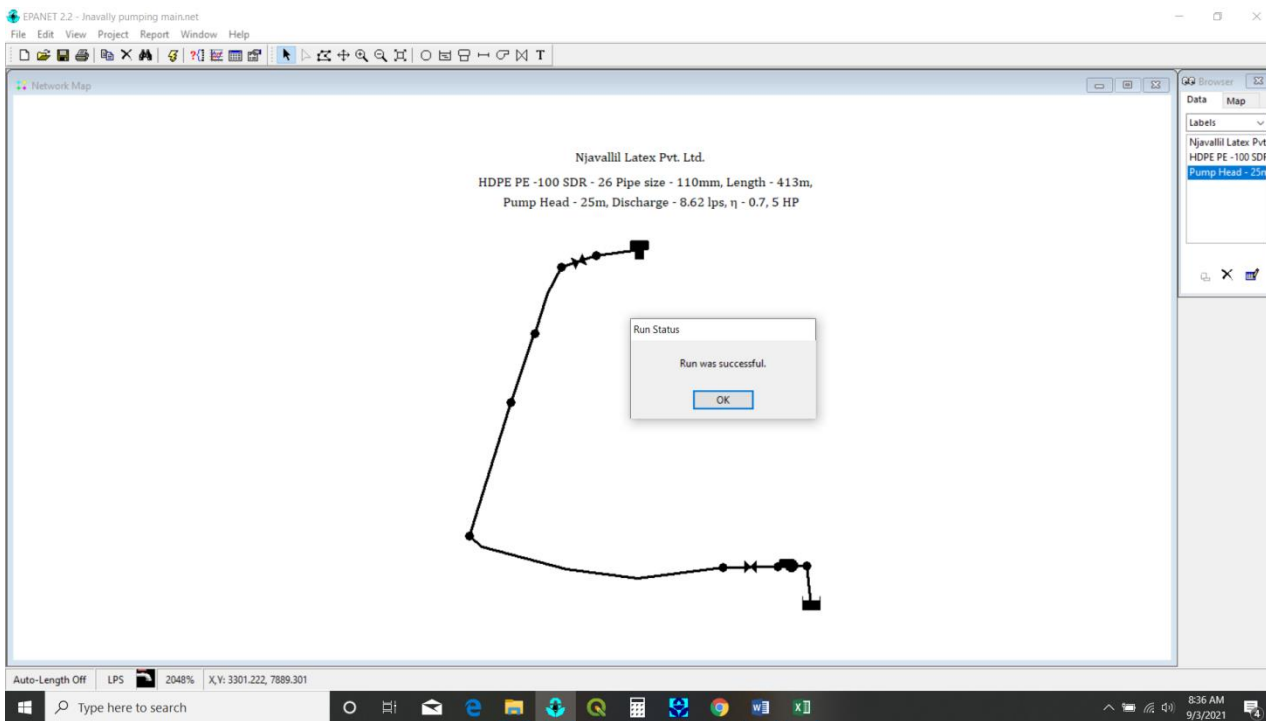 EPANET 2.2 - Jnavally pumping main.net
File Edit View Project Report Window Help
Network Map
Browser
Data Map
Labels
Njavallil Latex Pvt
HDPE PE -100 SDR
Pump Head - 25m
Njavallil Latex Pvt. Ltd.
HDPE PE -100 SDR - 26 Pipe size - 110mm, Length - 413m,
Pump Head - 25m, Discharge - 8.62 lps, η - 0.7, 5 HP
Run Status
Run was successful.
OK
Auto-Length Off LPS 2048% X,Y: 3301.222, 7889.301
Type here to search
8:36 AM
9/3/2021